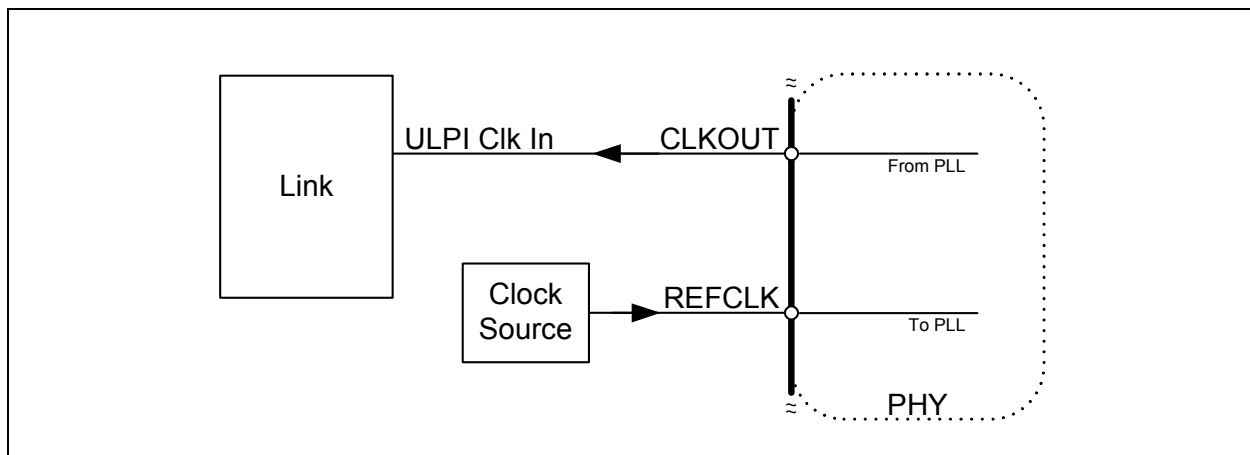 ULPI Clk In
CLKOUT
From PLL
Link
Clock
Source
REFCLK
To PLL
PHY